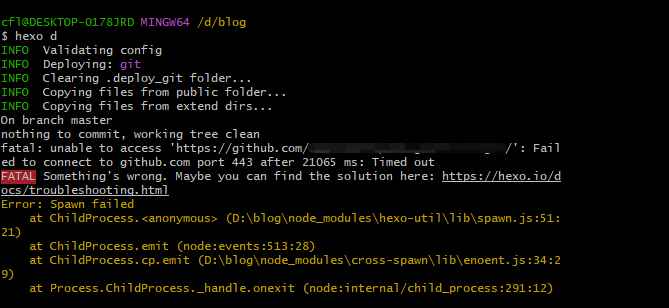 cfl@DESKTOP-0178JRD MINGW64 /d/blog
$ hexo d
INFO  Validating config
INFO  Deploying: git
INFO  Clearing .deploy_git folder...
INFO  Copying files from public folder...
INFO  Copying files from extend dirs...
On branch master
nothing to commit, working tree clean
fatal: unable to access 'https://github.com/ /': Fail
ed to connect to github.com port 443 after 21065 ms: Timed out
FATAL Something's wrong. Maybe you can find the solution here: https://hexo.io/d
ocs/troubleshooting.html
Error: Spawn failed
    at ChildProcess.<anonymous> (D:\blog\node_modules\hexo-util\lib\spawn.js:51:
21)
    at ChildProcess.emit (node:events:513:28)
    at ChildProcess.cp.emit (D:\blog\node_modules\cross-spawn\lib\enoent.js:34:2
9)
    at Process.ChildProcess._handle.onexit (node:internal/child_process:291:12)